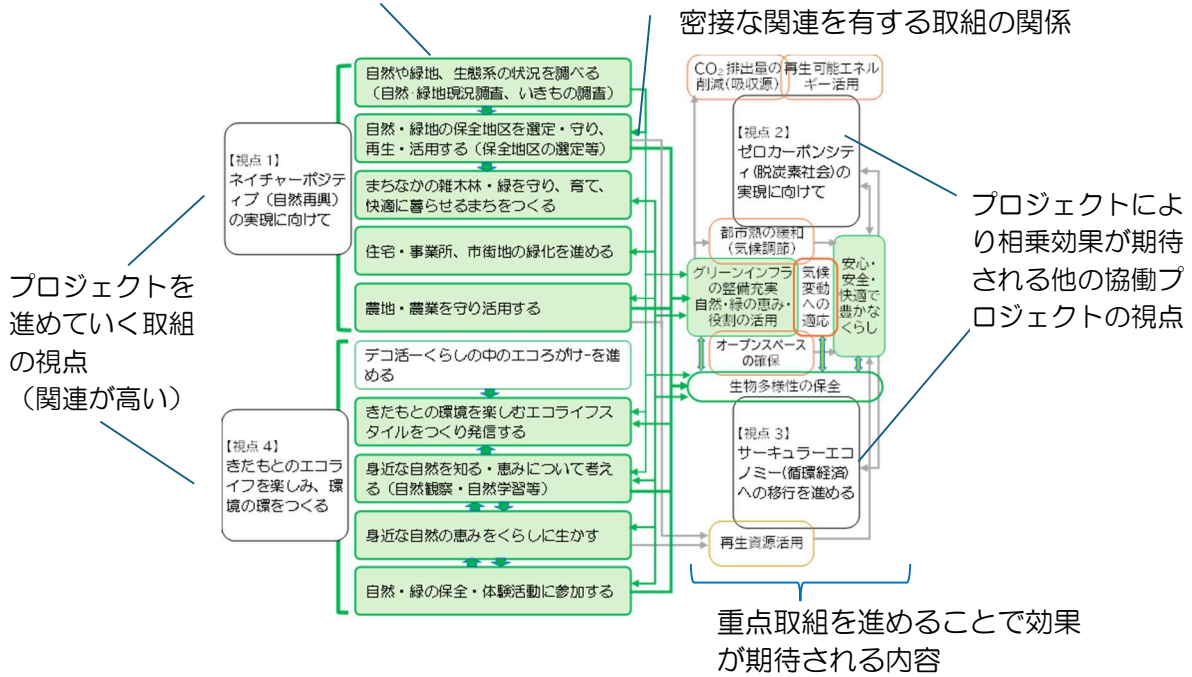 密接な関連を有する取組の関係
自然や緑地、生態系の状況を調べる
(自然・緑地現況調査、いきもの調査)
自然・緑地の保全地区を選定・守り、
再生・活用する(保全地区の選定等)
【視点1】
ネイチャーポジテ
ィブ(自然再興)
の実現に向けて
まちなかの雑木林・緑を守り、育て、
快適に暮らせるまちをつくる
住宅・事業所、市街地の緑化を進める
農地・農業を守り活用する
プロジェクトを
進めていく取組
の視点
(関連が高い)
デコ活ーくらしの中のエコろがけーを進
める
きたもとの環境を楽しむエコライフス
タイルをつくり発信する
【視点4】
きたもとのエコラ
イフを楽しみ、環
境の環をつくる
身近な自然を知る・恵みについて考え
る(自然観察・自然学習等)
身近な自然の恵みをくらしに生かす
自然・緑の保全・体験活動に参加する
CO₂排出量の
削減(吸収源)
再生可能エネル
ギー活用
【視点2】
ゼロカーボンシテ
ィ(脱炭素社会)の
実現に向けて
都市熱の緩和
(気候調節)
グリーンインフラ
の整備充実
自然・緑の恵み・
役割の活用
気候
変動
への
適応
安心・
安全・
快適で
豊かな
くらし
オープンスペース
の確保
生物多様性の保全
【視点3】
サーキュラーエコ
ノミー(循環経済)
への移行を進める
再生資源活用
プロジェクトによ
り相乗効果が期待
される他の協働プ
ロジェクトの視点
重点取組を進めることで効果
が期待される内容